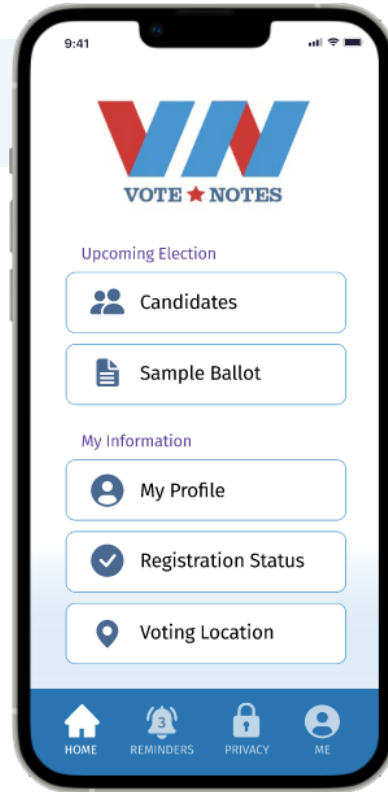 9:41
VN
VOTE NOTES
Upcoming Election
Candidates
Sample Ballot
My Information
My Profile
Registration Status
Voting Location
3
HOME REMINDERS PRIVACY ME